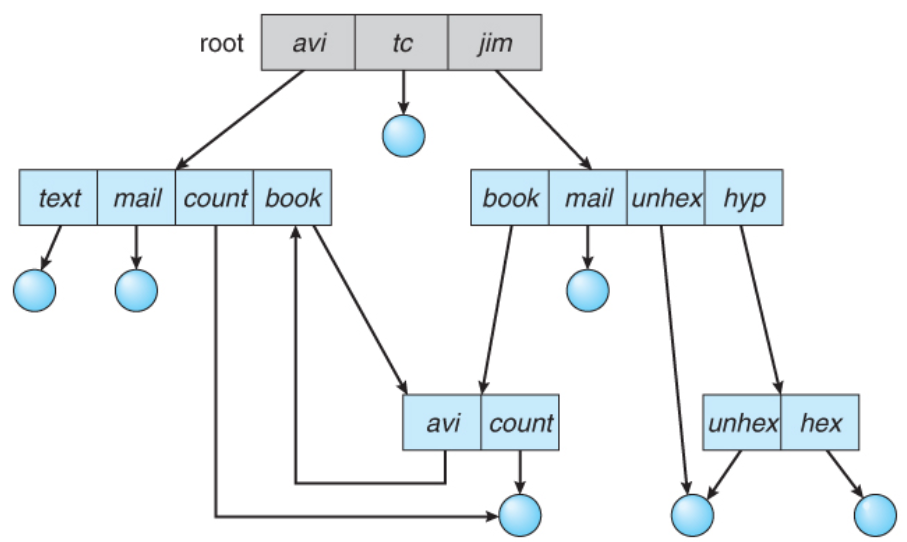 root avi tc jim
text mail count book
book mail unhex hyp
avi count
unhex hex